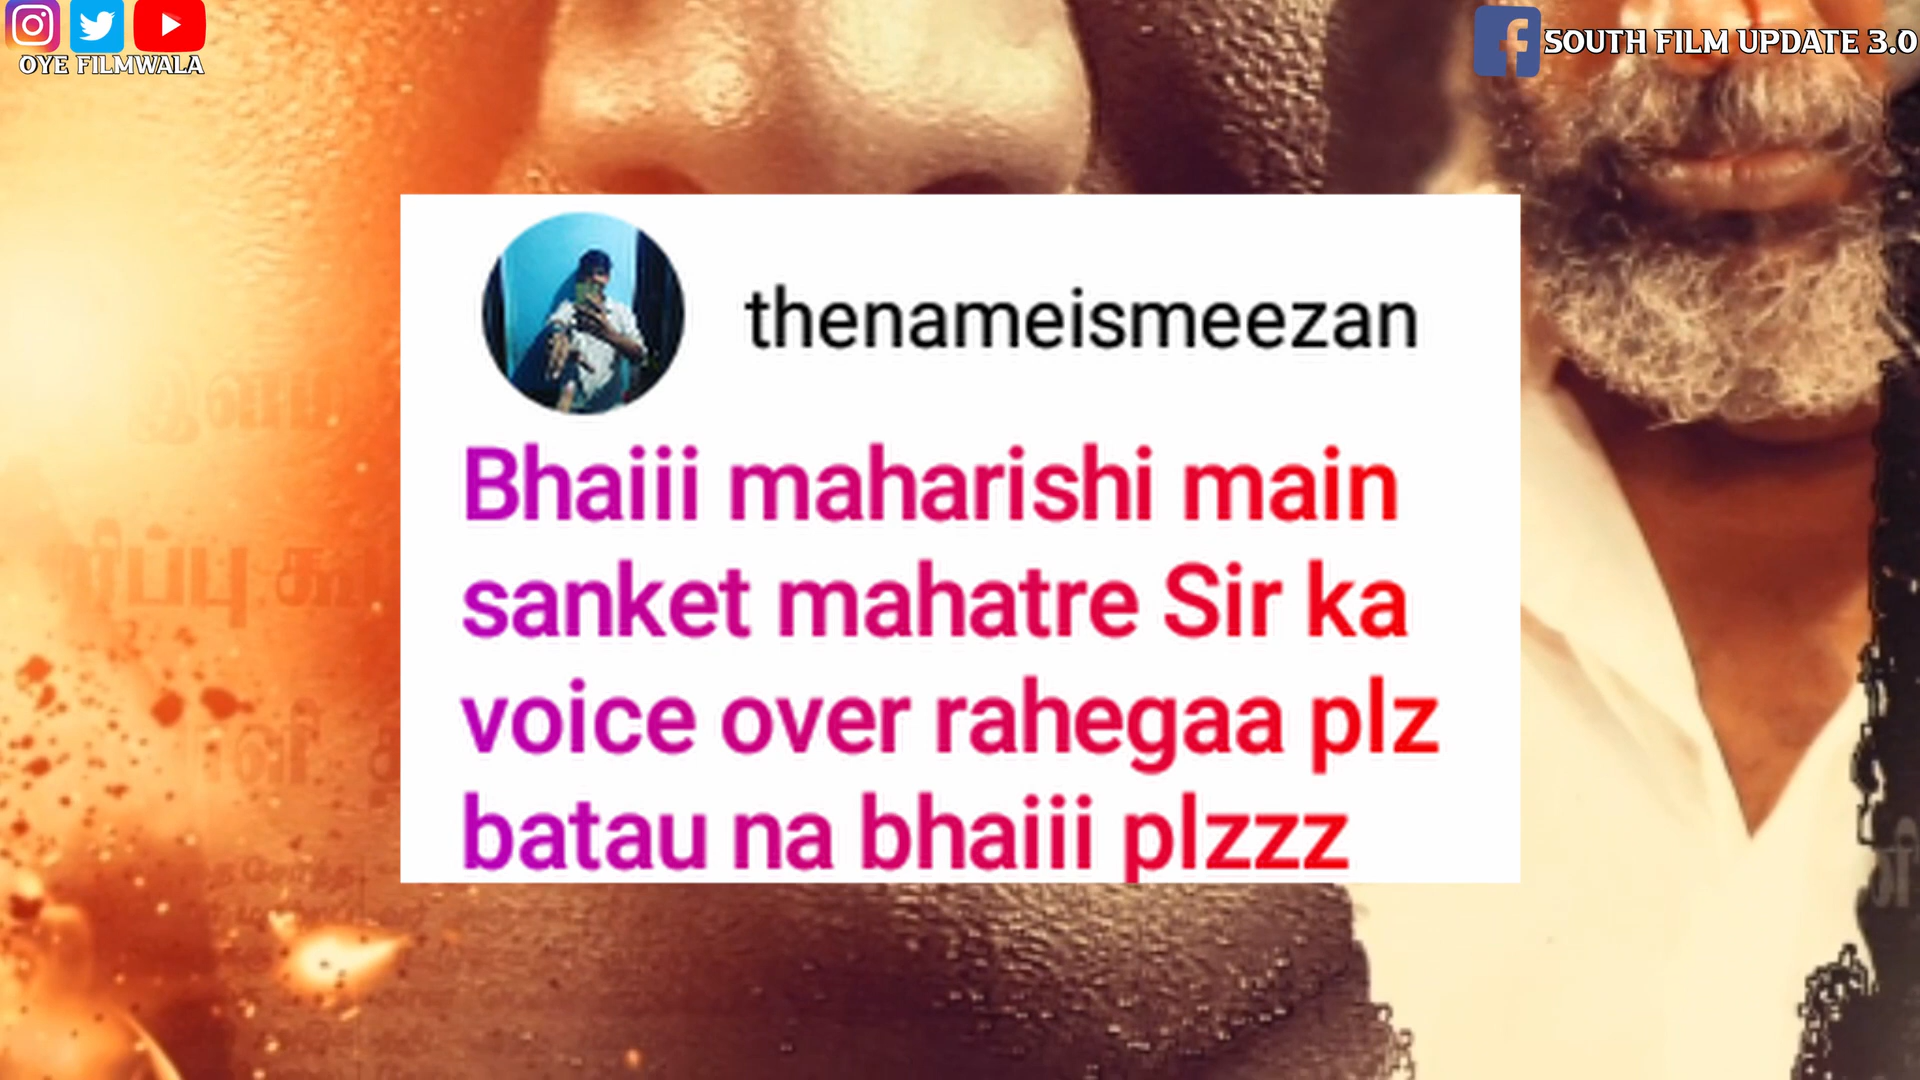 OYE FILMWALA
SOUTH FILM UPDATE 3.0
thenameismeezan
Bhaiii maharishi main
sanket mahatre Sir ka
voice over rahegaa plz
batau na bhaiii plzzz